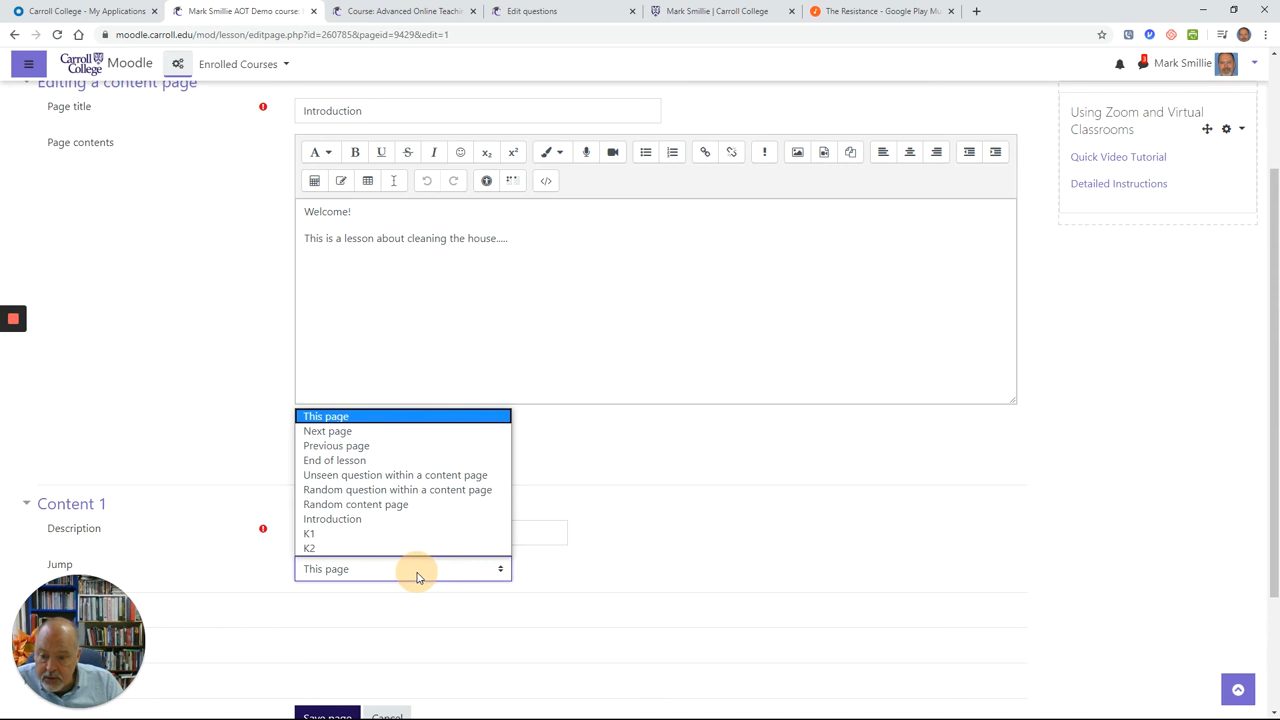 Carroll College - My Applications
Mark Smillie AOT Demo course:
Course: Advanced Online Teache
Edit questions
Mark Smillie | Carroll College
The Resistance - Google Play Mu
moodle.carroll.edu/mod/lesson/editpage.php?id=260785&pageid=9429&edit=1
Carroll College
Moodle
Enrolled Courses
Mark Smillie
Editing a content page
Page title
Introduction
Page contents
Welcome!
This is a lesson about cleaning the house.....
Using Zoom and Virtual
Classrooms
Quick Video Tutorial
Detailed Instructions
This page
Next page
Previous page
End of lesson
Unseen question within a content page
Random question within a content page
Random content page
Introduction
K1
K2
Content 1
Description
Jump
This page
Save page
Cancel